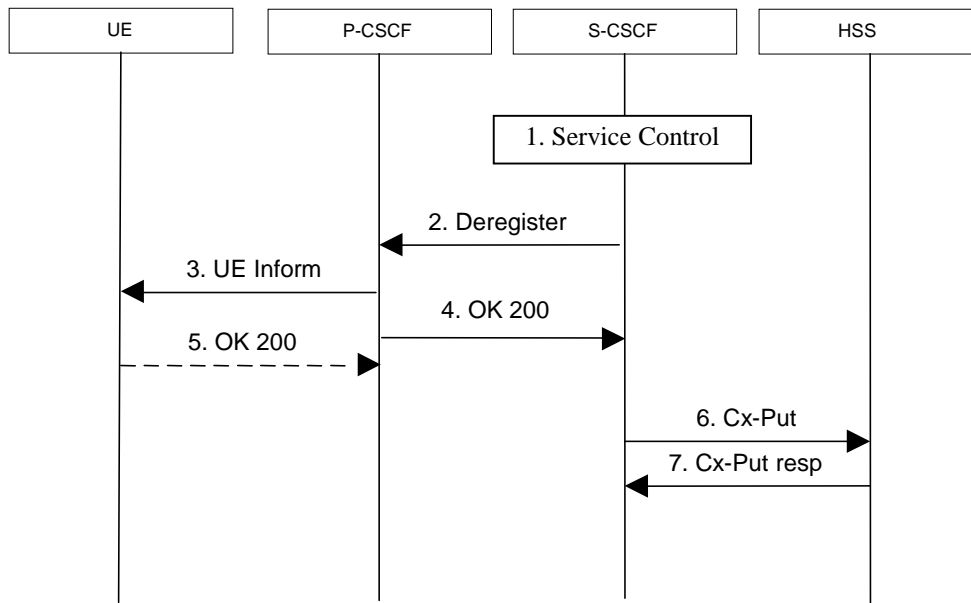 UE
P-CSCF
S-CSCF
HSS
1. Service Control
2. Deregister
3. UE Inform
4. OK 200
5. OK 200
6. Cx-Put
7. Cx-Put resp